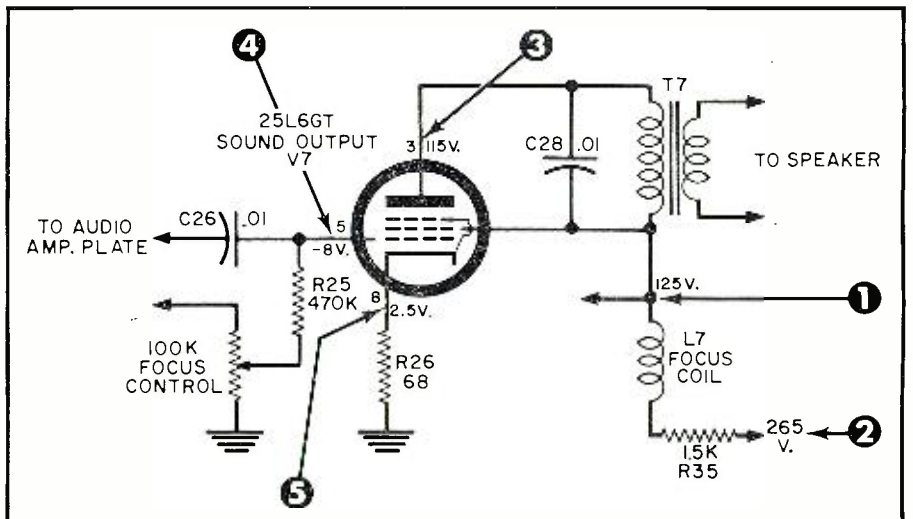 4
3
25L6GT
SOUND OUTPUT
V7
3
115V.
T7
C28
.01
TO SPEAKER
C26
.01
5
-8V.
TO AUDIO
AMP. PLATE
R25
470K
8
2.5V.
125V.
1
L7
FOCUS
COIL
100K
FOCUS
CONTROL
R26
68
265
V.
2
1.5K
R35
5